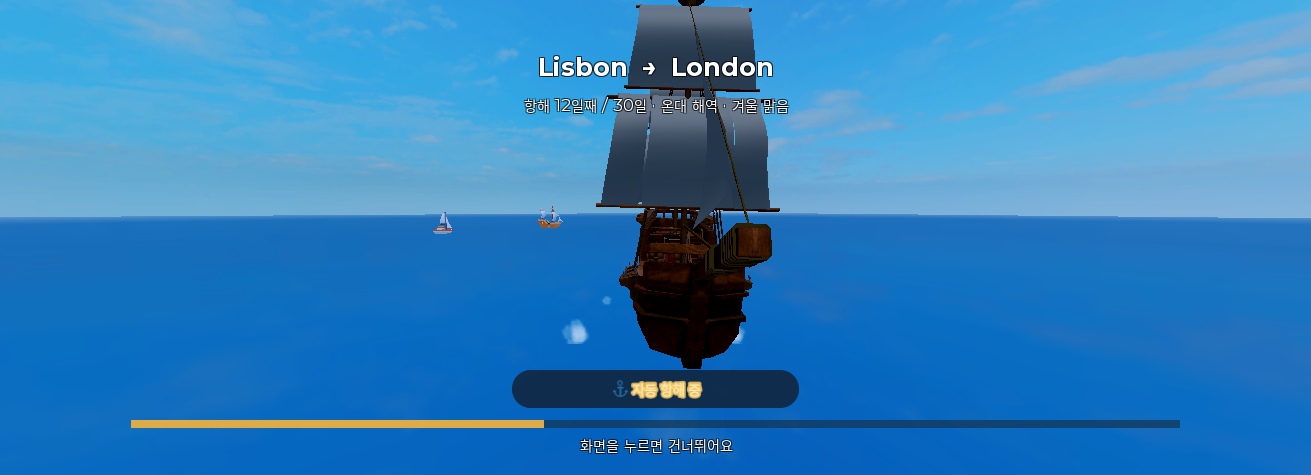 Lisbon → London
항해 12일째 / 30일 · 온대 해역 · 겨울 맑음
⚓ 자동 항해 중
화면을 누르면 건너뛰어요